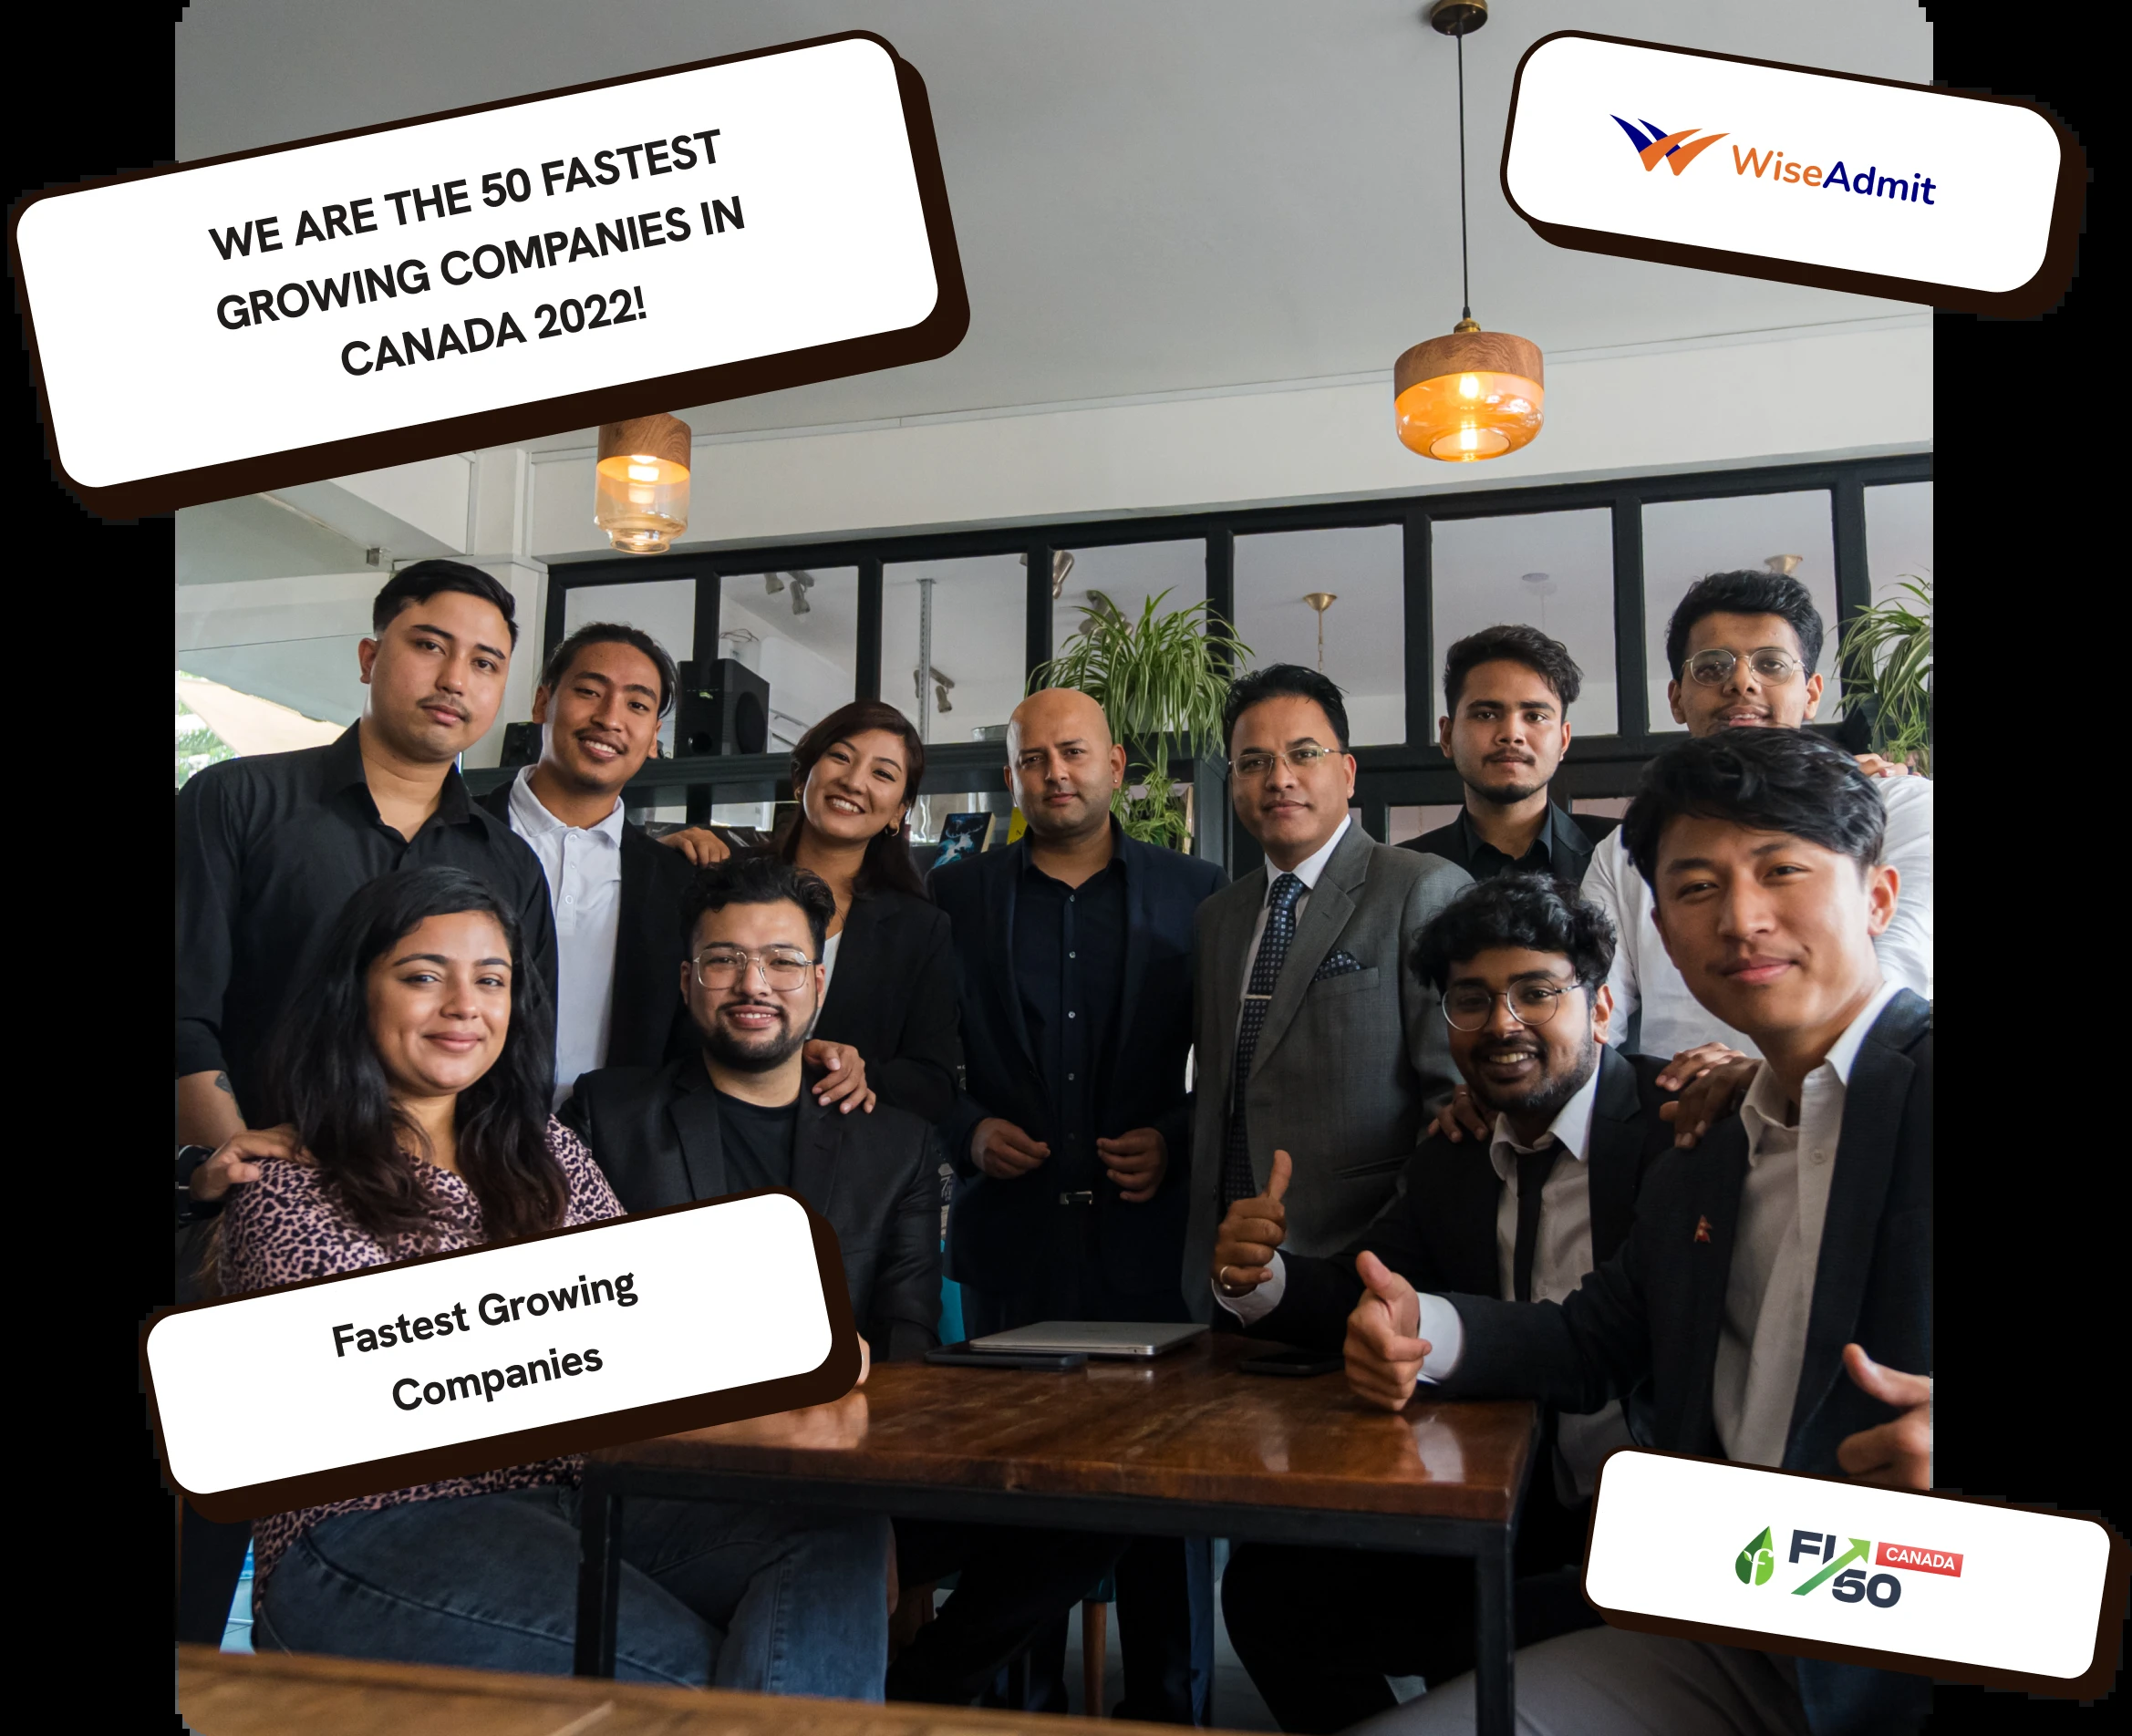 WE ARE THE 50 FASTEST
GROWING COMPANIES IN
CANADA 2022!
WiseAdmit
Fastest Growing
Companies
FI CANADA
50